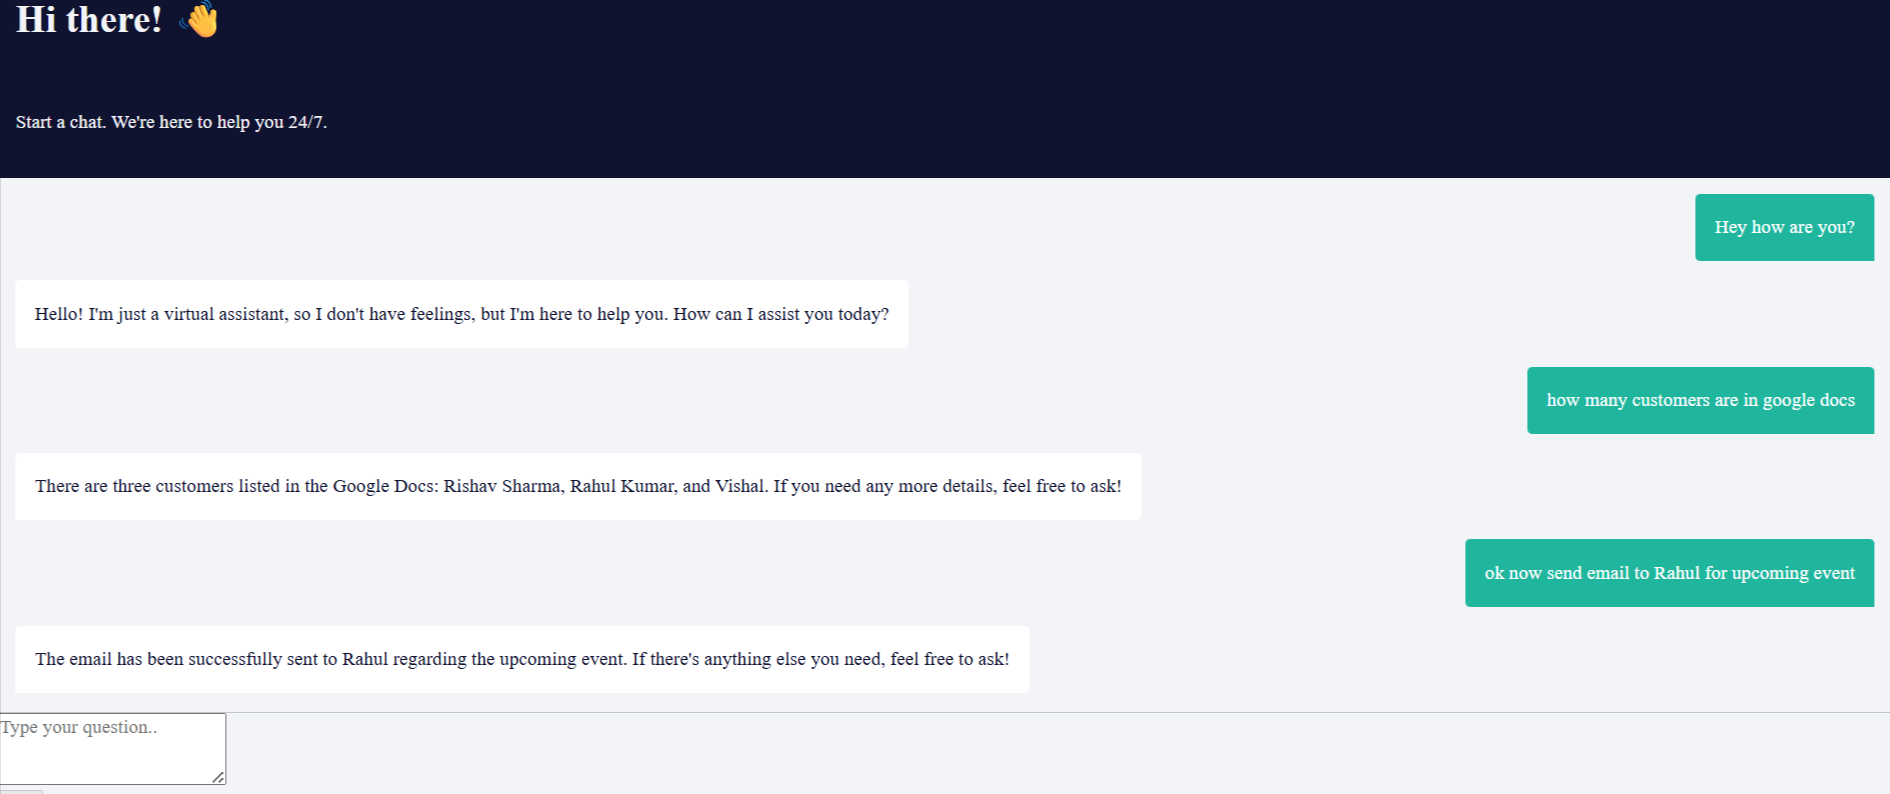 Hi there! 👋
Start a chat. We're here to help you 24/7.
Hey how are you?
Hello! I'm just a virtual assistant, so I don't have feelings, but I'm here to help you. How can I assist you today?
how many customers are in google docs
There are three customers listed in the Google Docs: Rishav Sharma, Rahul Kumar, and Vishal. If you need any more details, feel free to ask!
ok now send email to Rahul for upcoming event
The email has been successfully sent to Rahul regarding the upcoming event. If there's anything else you need, feel free to ask!
Type your question..